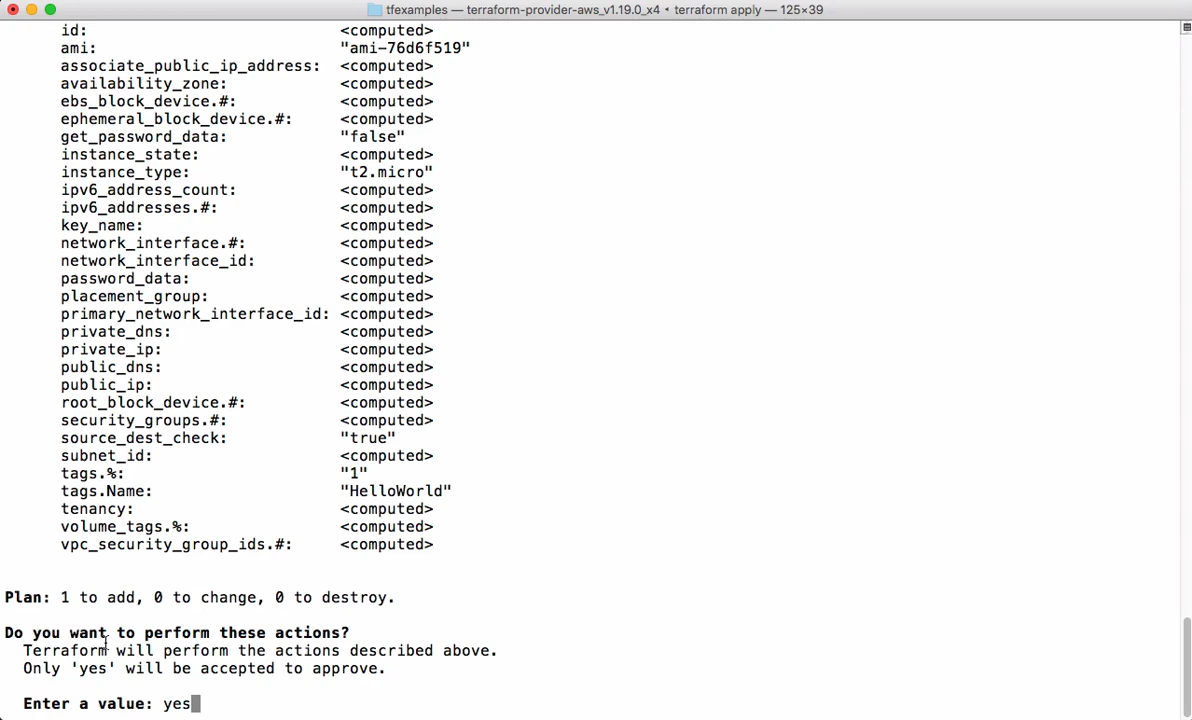 tfexamples — terraform-provider-aws_v1.19.0_x4 • terraform apply — 125×39
id: <computed>
ami: "ami-76d6f519"
associate_public_ip_address: <computed>
availability_zone: <computed>
ebs_block_device.#: <computed>
ephemeral_block_device.#: <computed>
get_password_data: "false"
instance_state: <computed>
instance_type: "t2.micro"
ipv6_address_count: <computed>
ipv6_addresses.#: <computed>
key_name: <computed>
network_interface.#: <computed>
network_interface_id: <computed>
password_data: <computed>
placement_group: <computed>
primary_network_interface_id: <computed>
private_dns: <computed>
private_ip: <computed>
public_dns: <computed>
public_ip: <computed>
root_block_device.#: <computed>
security_groups.#: <computed>
source_dest_check: "true"
subnet_id: <computed>
tags.%: "1"
tags.Name: "HelloWorld"
tenancy: <computed>
volume_tags.%: <computed>
vpc_security_group_ids.#: <computed>
Plan: 1 to add, 0 to change, 0 to destroy.
Do you want to perform these actions?
Terraform will perform the actions described above.
Only 'yes' will be accepted to approve.
Enter a value: yes